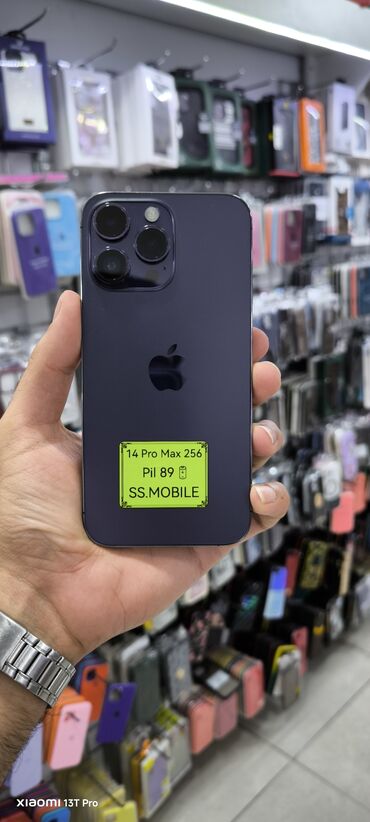 14 Pro Max 256
Pil 89
SS.MOBILE
XIAOMI 13T Pro